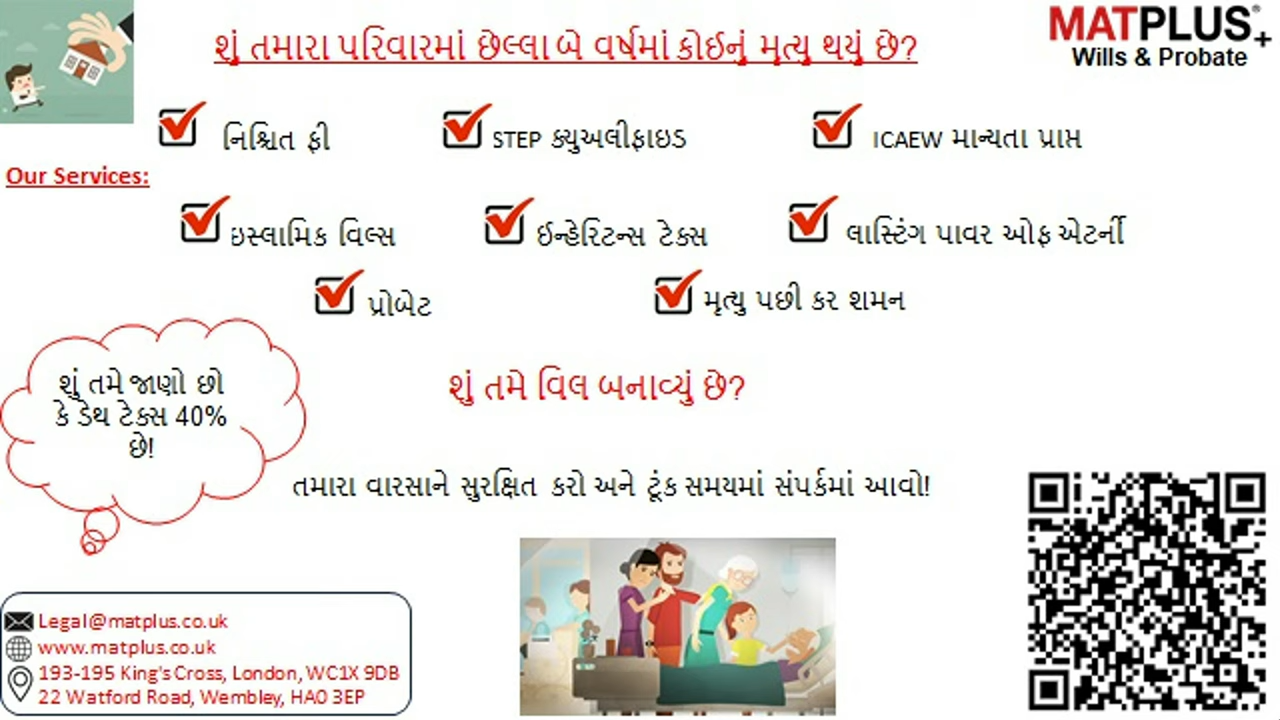 શું તમારા પરિવારમાં છેલ્લા બે વર્ષમાં કોઈનું મૃત્યુ થયું છે?
MATPLUS®+
Wills & Probate
નિશ્ચિત ફી
STEP ક્યુઅલીફાઇડ
ICAEW માન્યતા પ્રાપ્ત
Our Services:
ઇસ્લામિક વિલ્સ
ઈન્હેરિટન્સ ટેક્સ
લાસ્ટિંગ પાવર ઓફ એટર્ની
પ્રોબેટ
મૃત્યુ પછી કર શમન
શું તમે જાણો છો
કે ડેથ ટેક્સ 40%
છે!
શું તમે વિલ બનાવ્યું છે?
તમારા વારસાને સુરક્ષિત કરો અને ટૂંક સમયમાં સંપર્કમાં આવો!
Legal@matplus.co.uk
www.matplus.co.uk
193-195 King's Cross, London, WC1X 9DB
22 Watford Road, Wembley, HA0 3EP